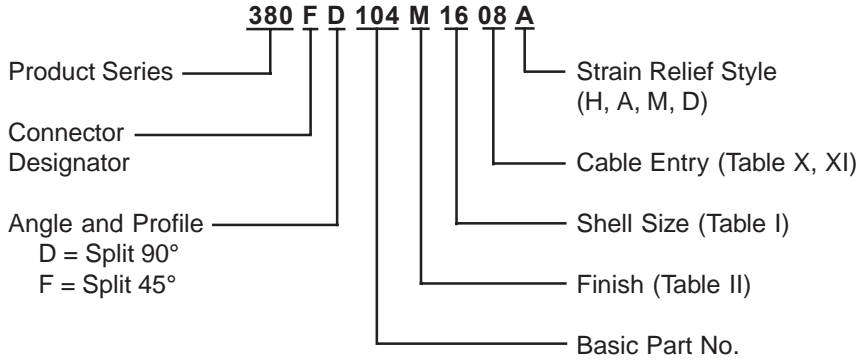 380 F D 104 M 16 08 A
Product Series
Connector
Designator
Angle and Profile
D = Split 90°
F = Split 45°
Strain Relief Style
(H, A, M, D)
Cable Entry (Table X, XI)
Shell Size (Table I)
Finish (Table II)
Basic Part No.